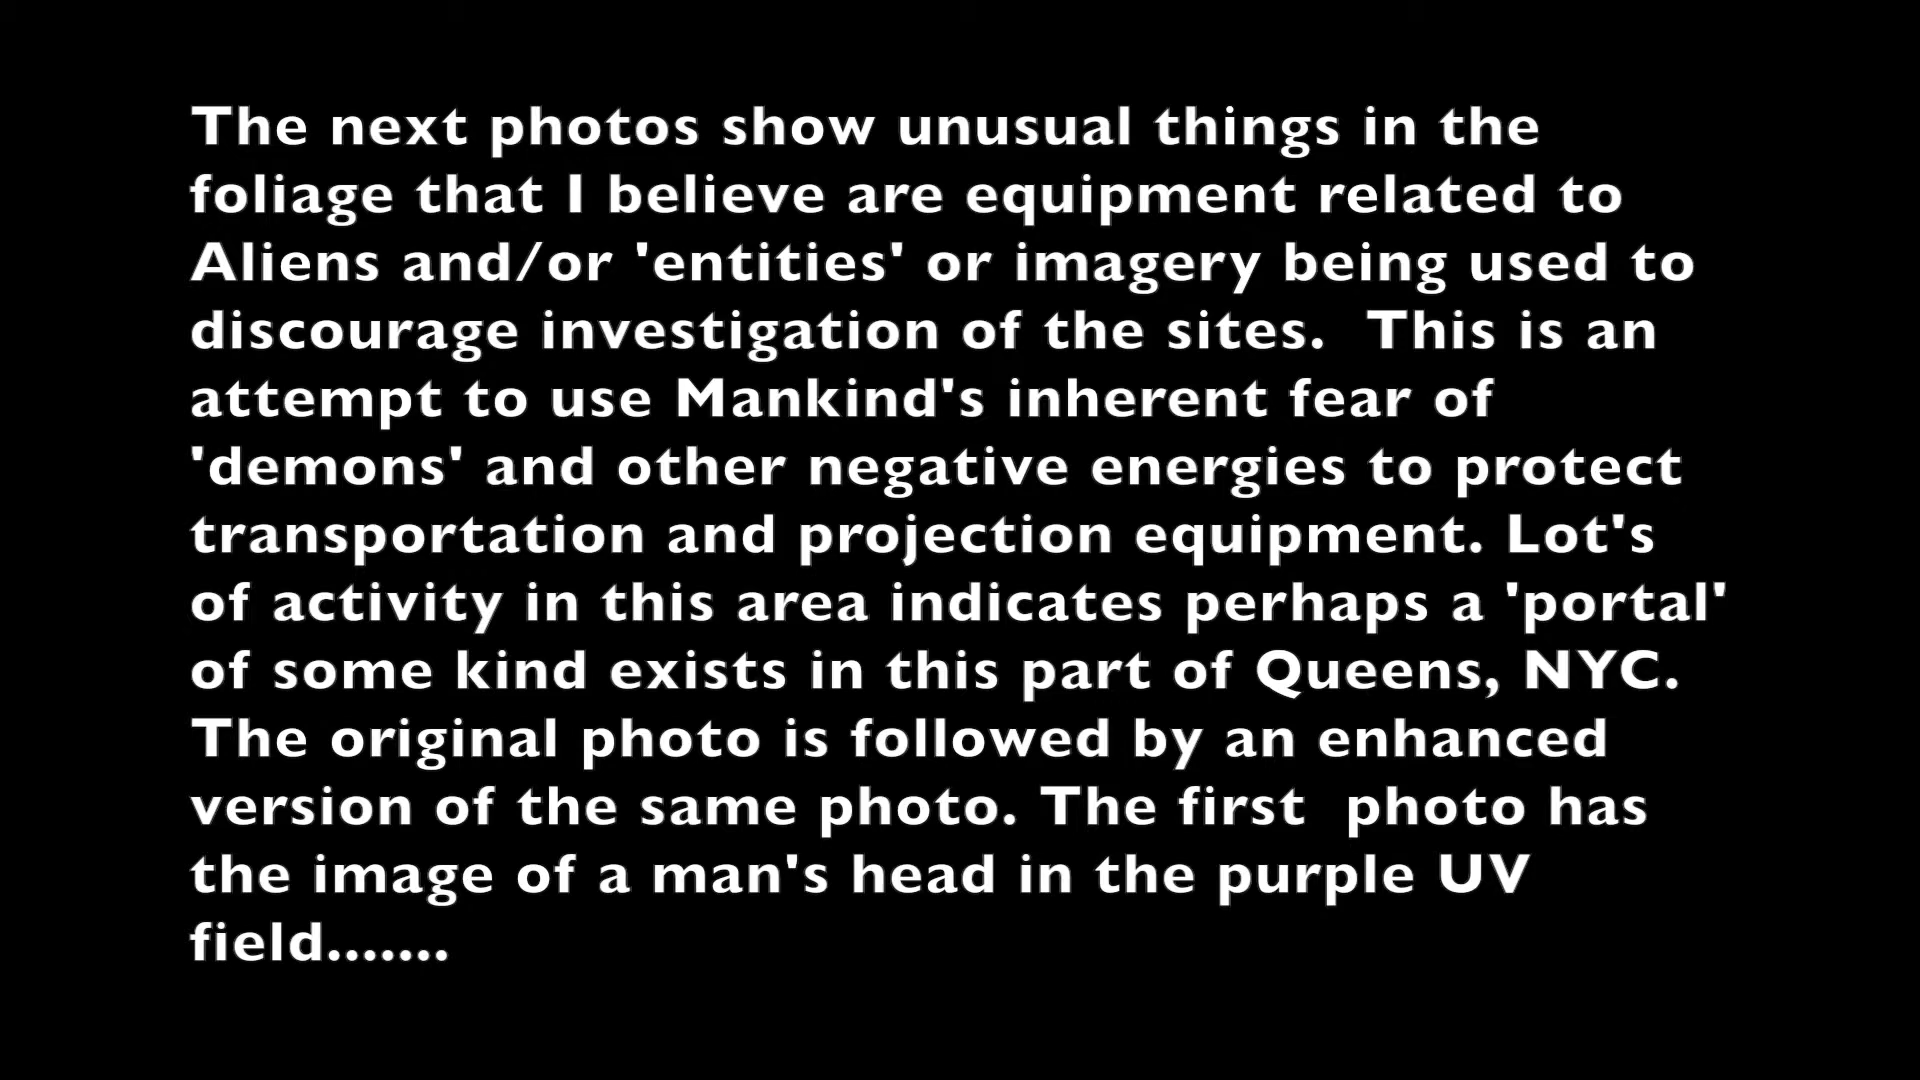 The next photos show unusual things in the
foliage that I believe are equipment related to
Aliens and/or 'entities' or imagery being used to
discourage investigation of the sites.  This is an
attempt to use Mankind's inherent fear of
'demons' and other negative energies to protect
transportation and projection equipment. Lot's
of activity in this area indicates perhaps a 'portal'
of some kind exists in this part of Queens, NYC.
The original photo is followed by an enhanced
version of the same photo. The first  photo has
the image of a man's head in the purple UV
field.......